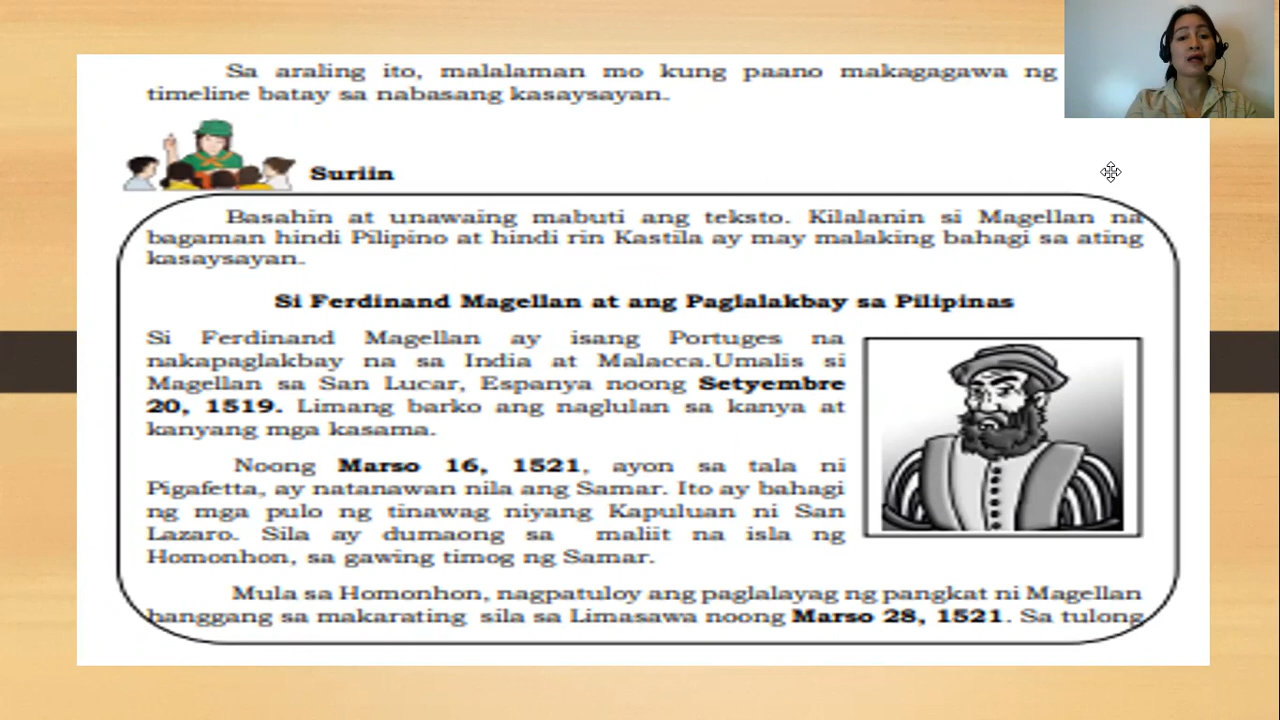 Sa araling ito, malalaman mo kung paano makagagawa ng
timeline batay sa nabasang kasaysayan.
Suriin
Basahin at unawaing mabuti ang teksto. Kilalanin si Magellan na
bagaman hindi Pilipino at hindi rin Kastila ay may malaking bahagi sa ating
kasaysayan.
Si Ferdinand Magellan at ang Paglalakbay sa Pilipinas
Si Ferdinand Magellan ay isang Portuges na
nakapaglakbay na sa India at Malacca.Umalis si
Magellan sa San Lucar, Espanya noong Setyembre
20, 1519. Limang barko ang naglulan sa kanya at
kanyang mga kasama.
Noong Marso 16, 1521, ayon sa tala ni
Pigafetta, ay natanawan nila ang Samar. Ito ay bahagi
ng mga pulo ng tinawag niyang Kapuluan ni San
Lazaro. Sila ay dumaong sa maliit na isla ng
Homonhon, sa gawing timog ng Samar.
Mula sa Homonhon, nagpatuloy ang paglalayag ng pangkat ni Magellan
hanggang sa makarating sila sa Limasawa noong Marso 28, 1521. Sa tulong